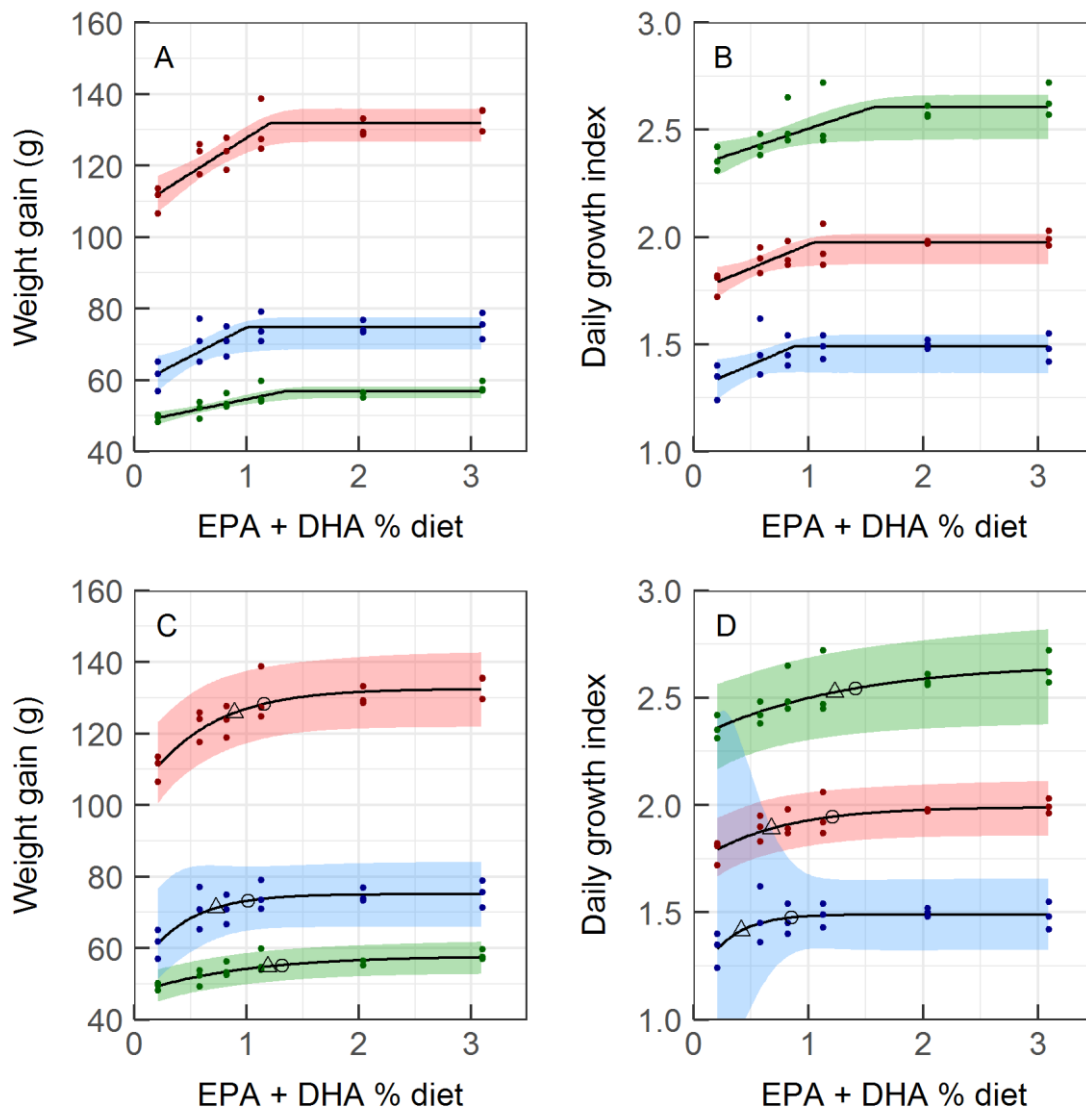 A
Weight gain (g)
160
140
120
100
80
60
40
0 1 2 3
EPA + DHA % diet
B
Daily growth index
3.0
2.5
2.0
1.5
1.0
0 1 2 3
EPA + DHA % diet
C
Weight gain (g)
160
140
120
100
80
60
40
0 1 2 3
EPA + DHA % diet
D
Daily growth index
3.0
2.5
2.0
1.5
1.0
0 1 2 3
EPA + DHA % diet